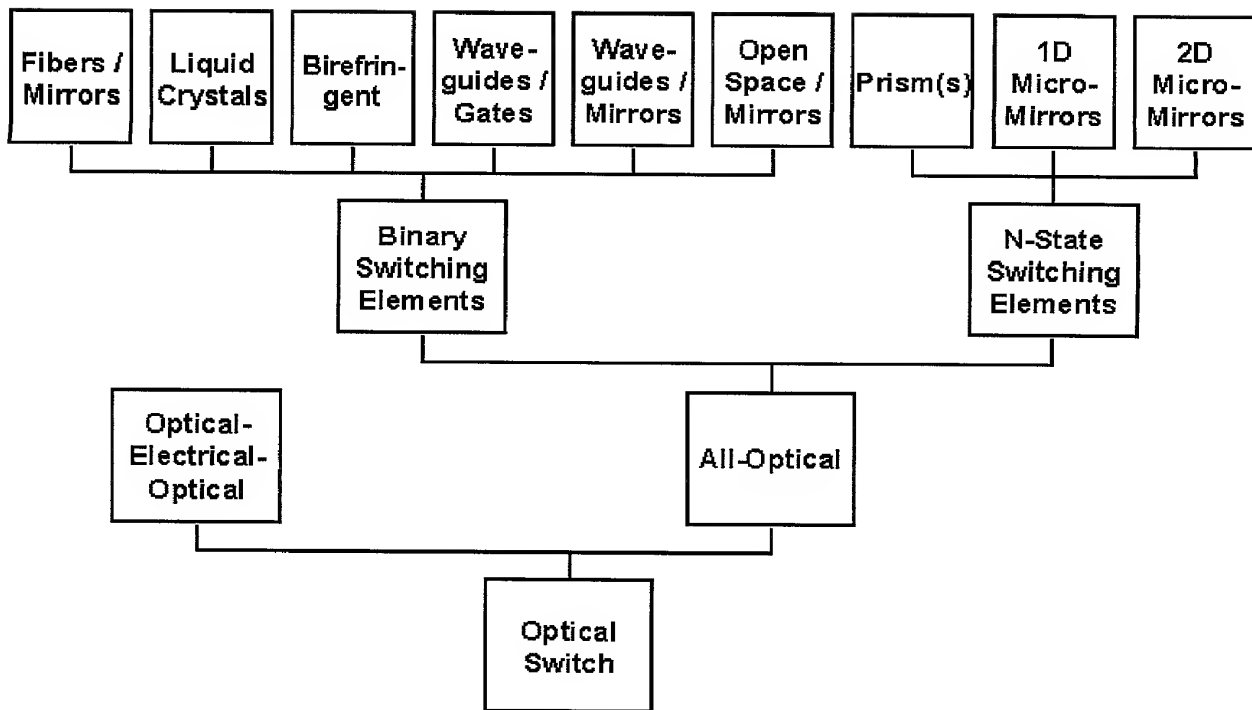 Fibers /
Mirrors
Liquid
Crystals
Birefrin-
gent
Wave-
guides /
Gates
Wave-
guides /
Mirrors
Open
Space /
Mirrors
Prism(s)
1D
Micro-
Mirrors
2D
Micro-
Mirrors
Binary
Switching
Elements
N-State
Switching
Elements
Optical-
Electrical-
Optical
All-Optical
Optical
Switch